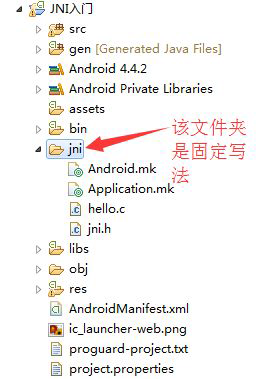 JNI入门
src
gen [Generated Java Files]
Android 4.4.2
Android Private Libraries
assets
bin
jni
该文件夹
是固定写
法
Android.mk
Application.mk
hello.c
jni.h
libs
obj
res
AndroidManifest.xml
ic_launcher-web.png
proguard-project.txt
project.properties